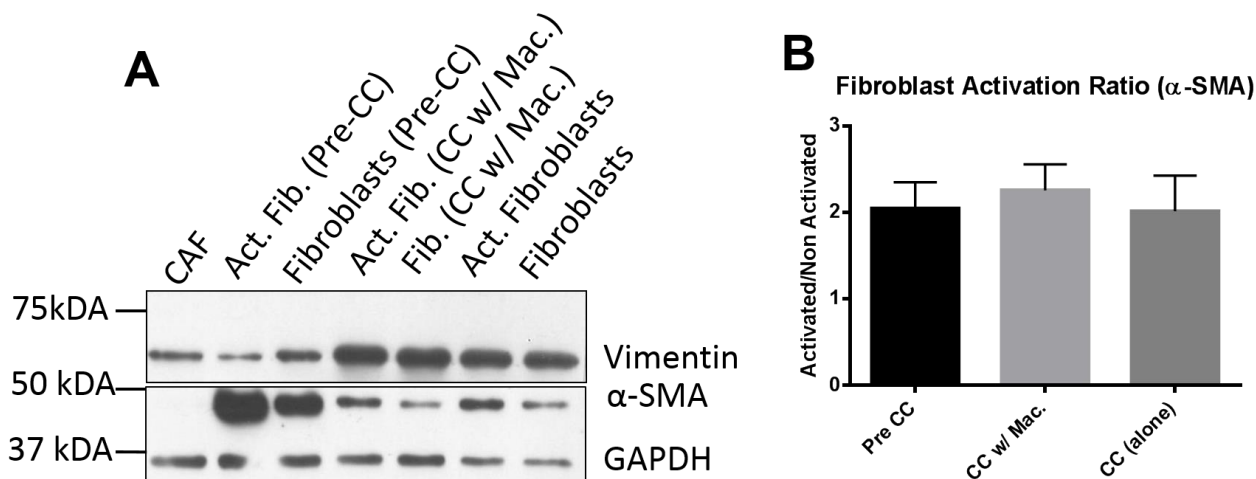 A
CAF
Act. Fib. (Pre-CC)
Fibroblasts (Pre-CC)
Act. Fib. (CC w/ Mac.)
Fib. (CC w/ Mac.)
Act. Fibroblasts
Fibroblasts
75kDA
50 kDA
37 kDA
Vimentin
α-SMA
GAPDH
B
Fibroblast Activation Ratio (α-SMA)
Activated/Non Activated
3
2
1
0
Pre CC
CC w/ Mac.
CC (alone)